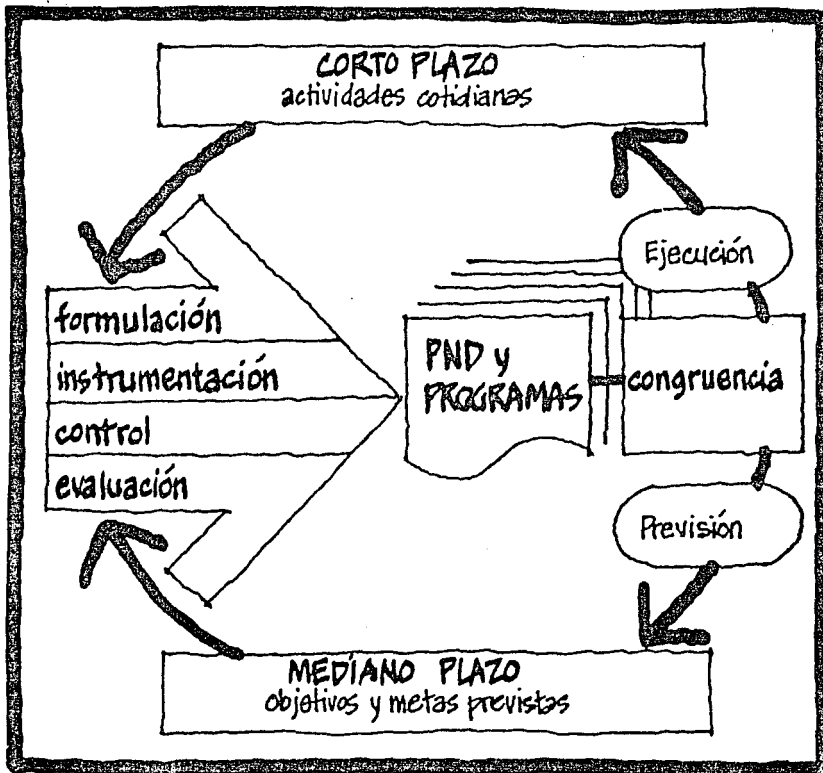 CORTO PLAZO
actividades cotidianas
Ejecución
formulación
instrumentación
control
evaluación
PND y
PROGRAMAS
congruencia
Previsión
MEDIANO PLAZO
objetivos y metas previstas